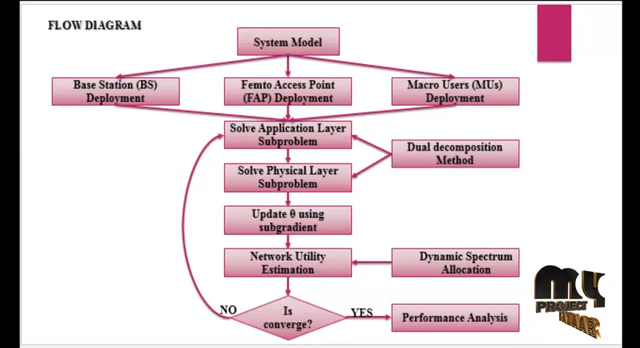 FLOW DIAGRAM
System Model
Base Station (BS)
Deployment
Femto Access Point
(FAP) Deployment
Macro Users (MUs)
Deployment
Solve Application Layer
Subproblem
Dual decomposition
Method
Solve Physical Layer
Subproblem
Update θ using
subgradient
Network Utility
Estimation
Dynamic Spectrum
Allocation
NO
Is
converge?
YES
Performance Analysis
MY
PROJECT